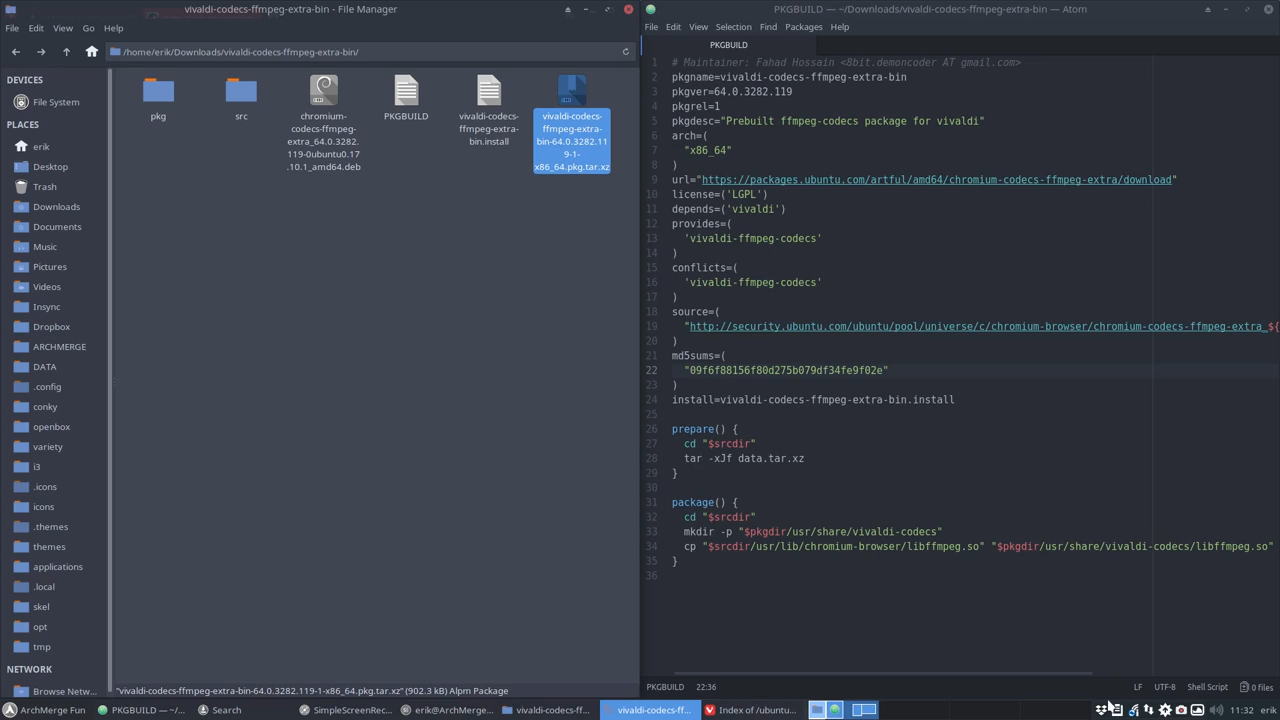 vivaldi-codecs-ffmpeg-extra-bin - File Manager
File Edit View Go Help
/home/erik/Downloads/vivaldi-codecs-ffmpeg-extra-bin/
DEVICES
File System
PLACES
erik
Desktop
Trash
Downloads
Documents
Music
Pictures
Videos
Insync
Dropbox
ARCHMERGE
DATA
.config
conky
openbox
variety
i3
.icons
icons
.themes
themes
applications
.local
skel
opt
tmp
NETWORK
Browse Netw...
pkg
src
chromium-
codecs-ffmpeg-
extra_64.0.3282.
119-0ubuntu0.17
.10.1_amd64.deb
PKGBUILD
vivaldi-codecs-
ffmpeg-extra-
bin.install
vivaldi-codecs-
ffmpeg-extra-
bin-64.0.3282.11
9-1-
x86_64.pkg.tar.xz
"vivaldi-codecs-ffmpeg-extra-bin-64.0.3282.119-1-x86_64.pkg.tar.xz" (902.3 kB) Alpm Package
PKGBUILD — ~/Downloads/vivaldi-codecs-ffmpeg-extra-bin — Atom
File Edit View Selection Find Packages Help
PKGBUILD
1 # Maintainer: Fahad Hossain <8bit.demoncoder AT gmail.com>
2 pkgname=vivaldi-codecs-ffmpeg-extra-bin
3 pkgver=64.0.3282.119
4 pkgrel=1
5 pkgdesc="Prebuilt ffmpeg-codecs package for vivaldi"
6 arch=(
7 "x86_64"
8 )
9 url="https://packages.ubuntu.com/artful/amd64/chromium-codecs-ffmpeg-extra/download"
10 license=('LGPL')
11 depends=('vivaldi')
12 provides=(
13 'vivaldi-ffmpeg-codecs'
14 )
15 conflicts=(
16 'vivaldi-ffmpeg-codecs'
17 )
18 source=(
19 "http://security.ubuntu.com/ubuntu/pool/universe/c/chromium-browser/chromium-codecs-ffmpeg-extra_${
20 )
21 md5sums=(
22 "09f6f88156f80d275b079df34fe9f02e"
23 )
24 install=vivaldi-codecs-ffmpeg-extra-bin.install
25
26 prepare() {
27 cd "$srcdir"
28 tar -xJf data.tar.xz
29 }
30
31 package() {
32 cd "$srcdir"
33 mkdir -p "$pkgdir/usr/share/vivaldi-codecs"
34 cp "$srcdir/usr/lib/chromium-browser/libffmpeg.so" "$pkgdir/usr/share/vivaldi-codecs/libffmpeg.so"
35 }
36
PKGBUILD 22:36 LF UTF-8 Shell Script 0 files
ArchMerge Fun PKGBUILD — ~/... Search SimpleScreenRec... erik@ArchMerge... vivaldi-codecs-ff... vivaldi-codecs-ff... Index of /ubuntu... 11:32 erik